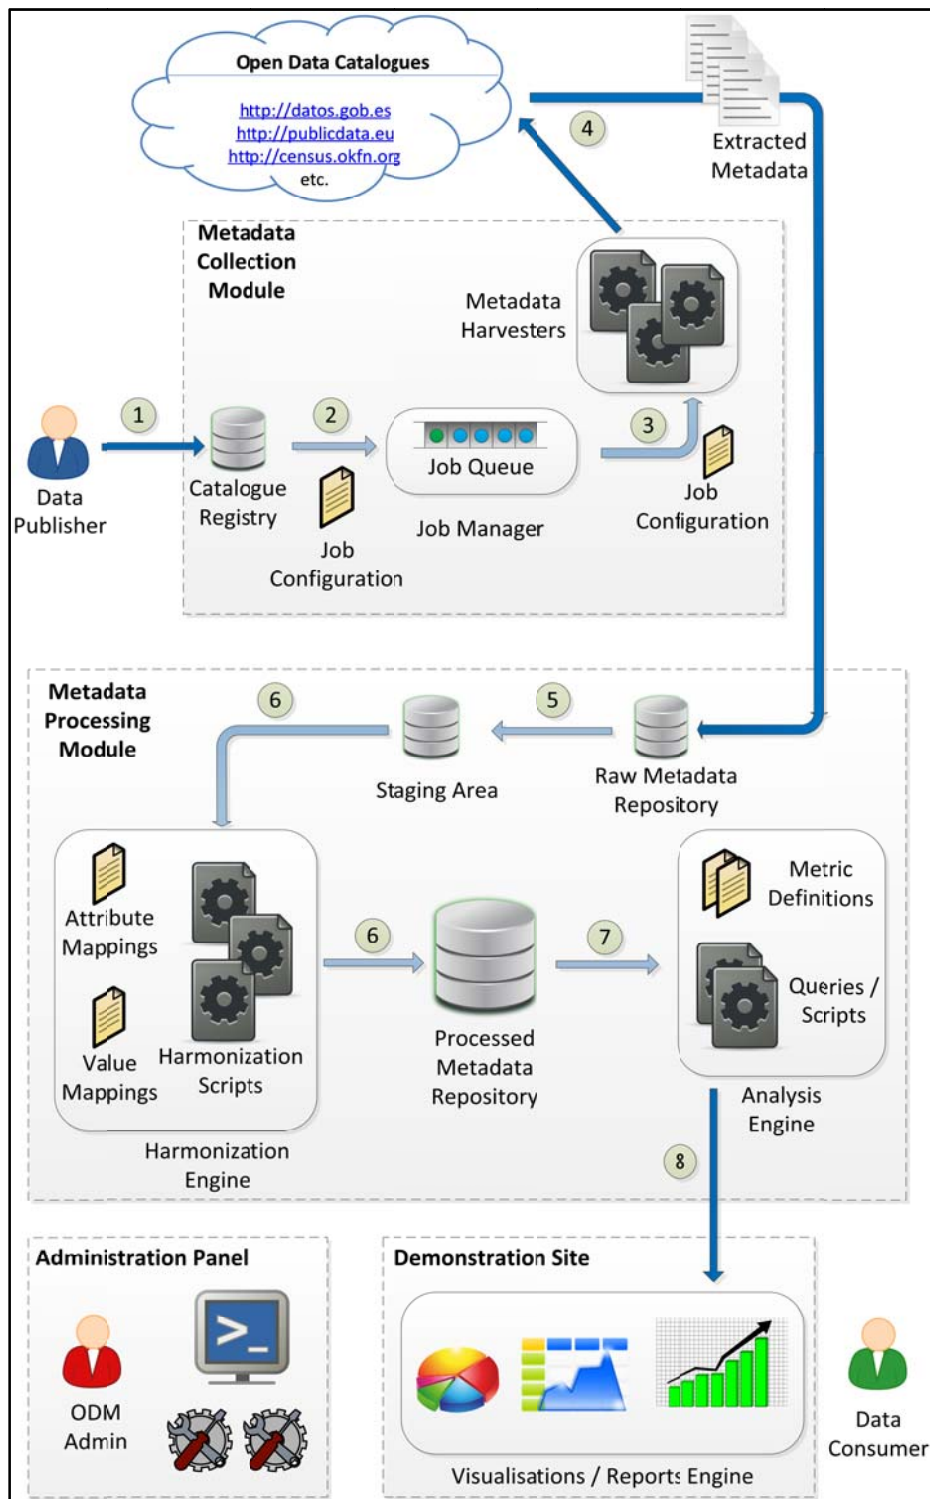 Open Data Catalogues
http://datos.gob.es
http://publicdata.eu
http://census.okfn.org
etc.
4
Extracted
Metadata
Metadata
Collection
Module
Metadata
Harvesters
1
2
3
Data
Publisher
Catalogue
Registry
Job
Configuration
Job Queue
Job Manager
Job
Configuration
Metadata
Processing
Module
6
5
Staging Area
Raw Metadata
Repository
Attribute
Mappings
Value
Mappings
Harmonization
Scripts
Harmonization
Engine
6
Processed
Metadata
Repository
7
Metric
Definitions
Queries /
Scripts
Analysis
Engine
8
Administration Panel
ODM
Admin
>_
Demonstration Site
Visualisations / Reports Engine
Data
Consumer